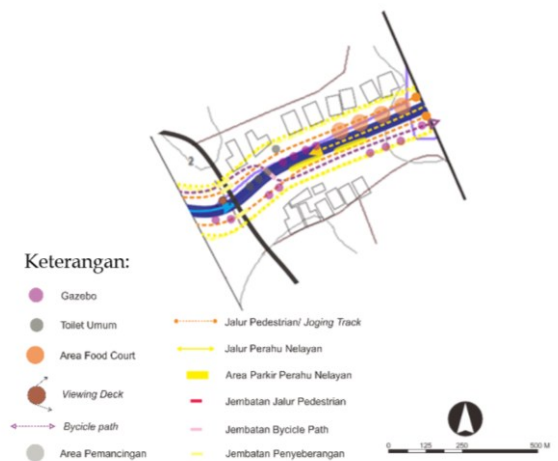 2
Keterangan:
Gazebo
Toilet Umum
Area Food Court
Viewing Deck
Bycicle path
Area Pemancingan
Jalur Pedestrian/ Joging Track
Jalur Perahu Nelayan
Area Parkir Perahu Nelayan
Jembatan Jalur Pedestrian
Jembatan Bycicle Path
Jembatan Penyeberangan
0 125 250 500 M